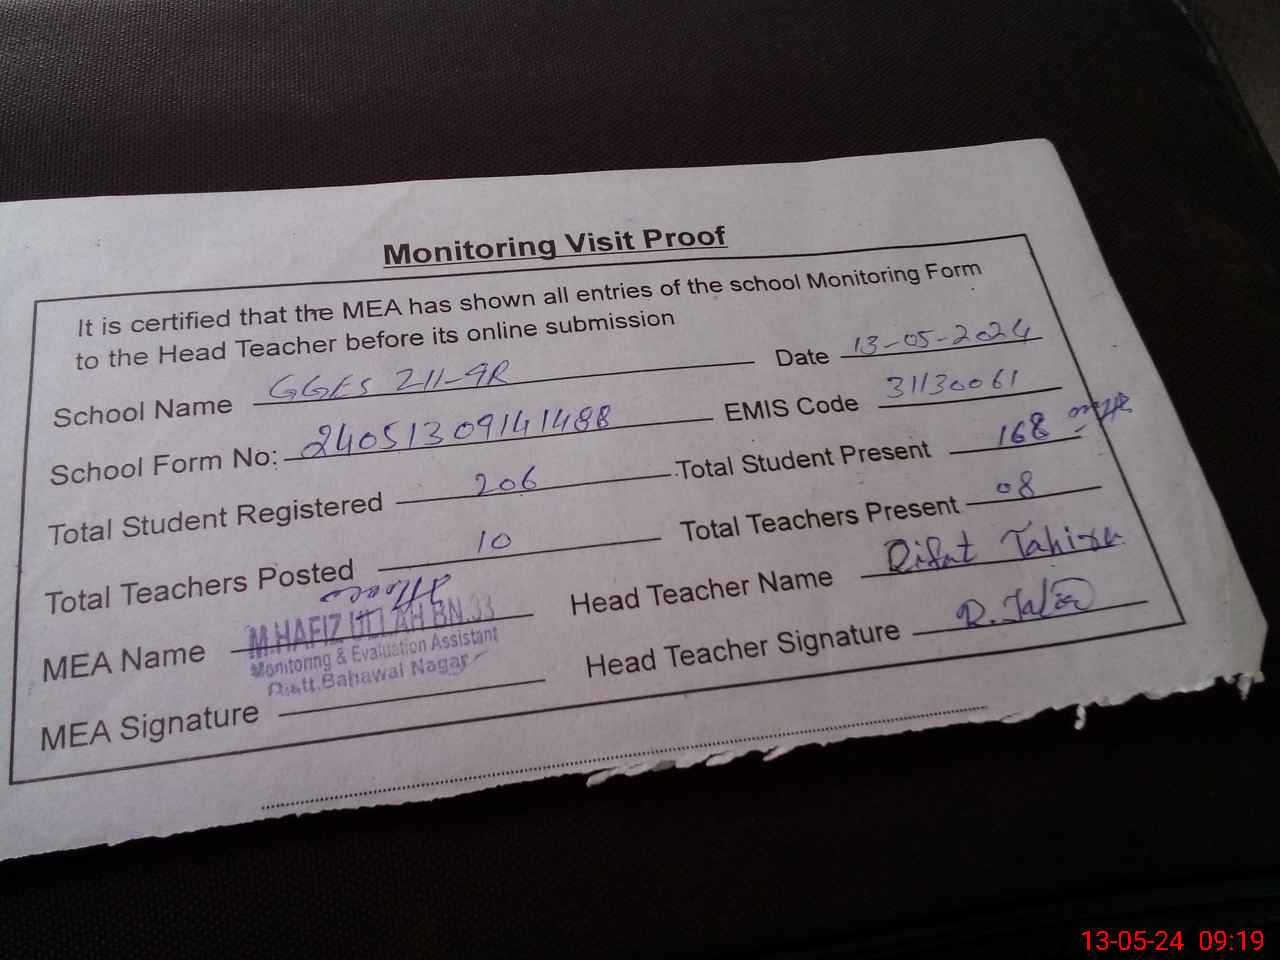 Monitoring Visit Proof
It is certified that the MEA has shown all entries of the school Monitoring Form
to the Head Teacher before its online submission
School Name GGES 211-9R Date 13-05-2024
School Form No: 24051309141488 EMIS Code 31130061
Total Student Registered 206 Total Student Present 168
Total Teachers Posted 10 Total Teachers Present 08
MEA Name M.HAFIZ ULLAH BN.33 Head Teacher Name Rifat Tahira
Monitoring & Evaluation Assistant
Distt.Bahawal Nagar
MEA Signature Head Teacher Signature
13-05-24 09:19